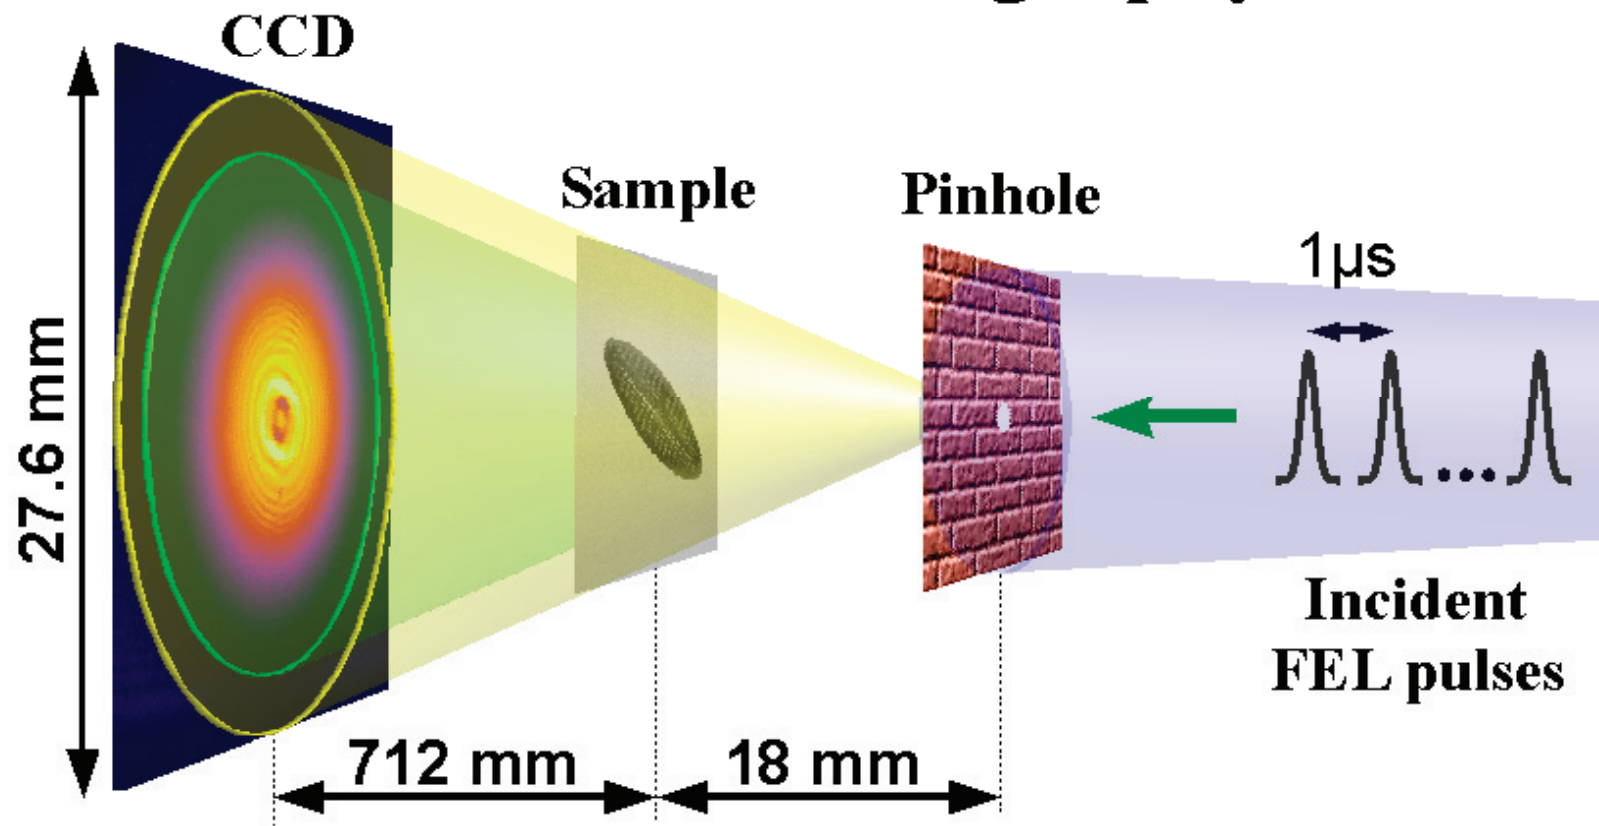 CCD
Sample
Pinhole
1μs
27.6 mm
Incident
FEL pulses
712 mm
18 mm